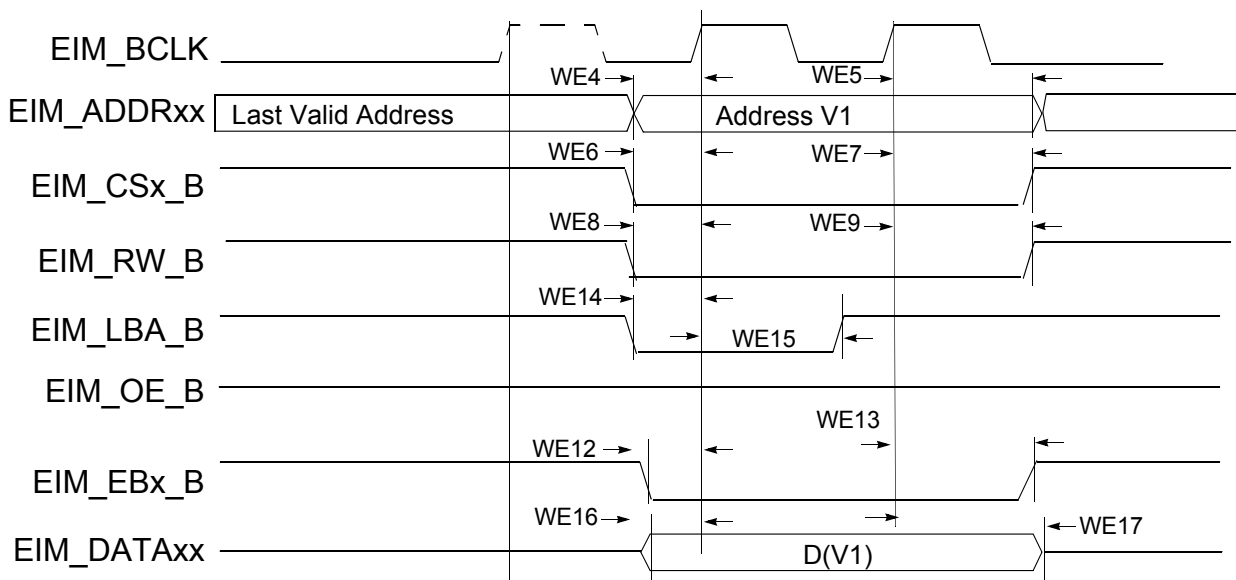 EIM_BCLK
WE4
WE5
EIM_ADDRxx
Last Valid Address
Address V1
WE6
WE7
EIM_CSx_B
WE8
WE9
EIM_RW_B
WE14
EIM_LBA_B
WE15
EIM_OE_B
WE13
WE12
EIM_EBx_B
WE16
WE17
EIM_DATAxx
D(V1)